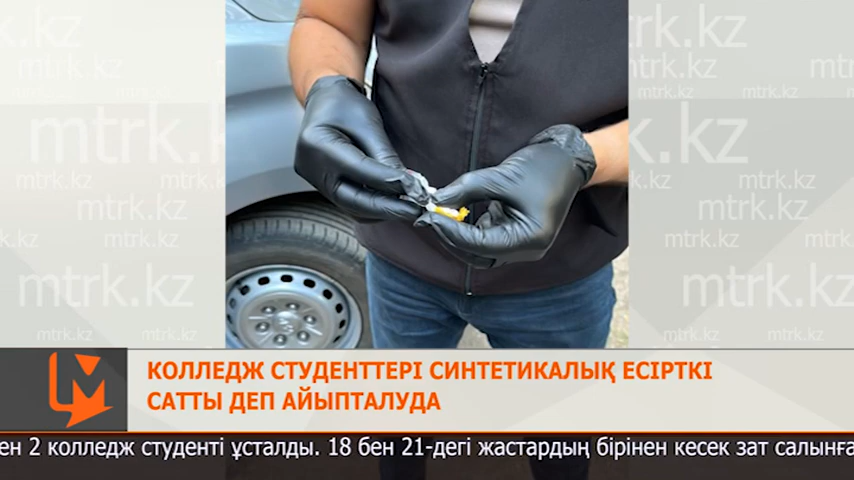 mtrk.kz
КОЛЛЕДЖ СТУДЕНТТЕРІ СИНТЕТИКАЛЫҚ ЕСІРТКІ
САТТЫ ДЕП АЙЫПТАЛУДА
ен 2 колледж студенті ұсталды. 18 бен 21-дегі жастардың бірінен кесек зат салынға